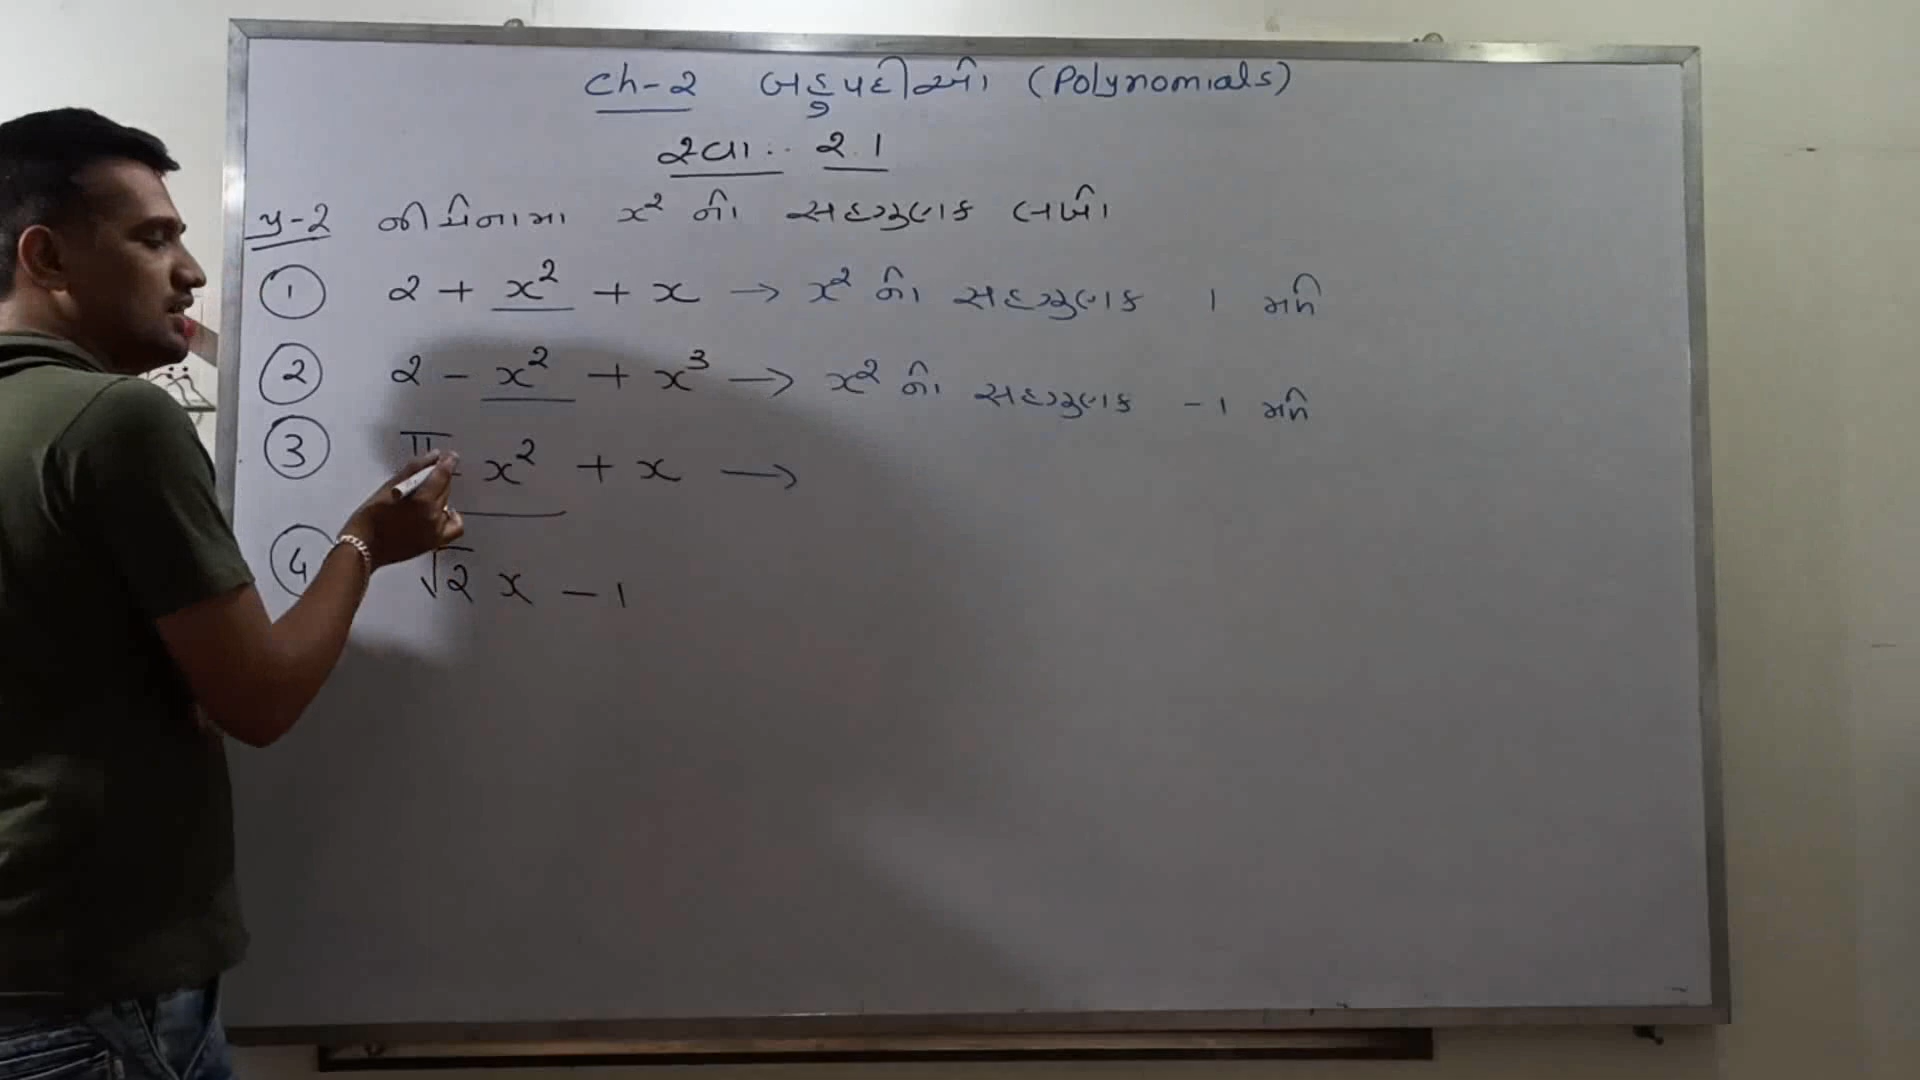 Ch-2 બહુપદીઓ (Polynomials)
સ્વા.. 2.1
પ્ર-2 નીચેનામાં x² નો સહગુણક લખો
① 2 + x² + x → x² નો સહગુણક 1 મળે
② 2 - x² + x³ → x² નો સહગુણક -1 મળે
③ π x² + x →
④ √2 x - 1